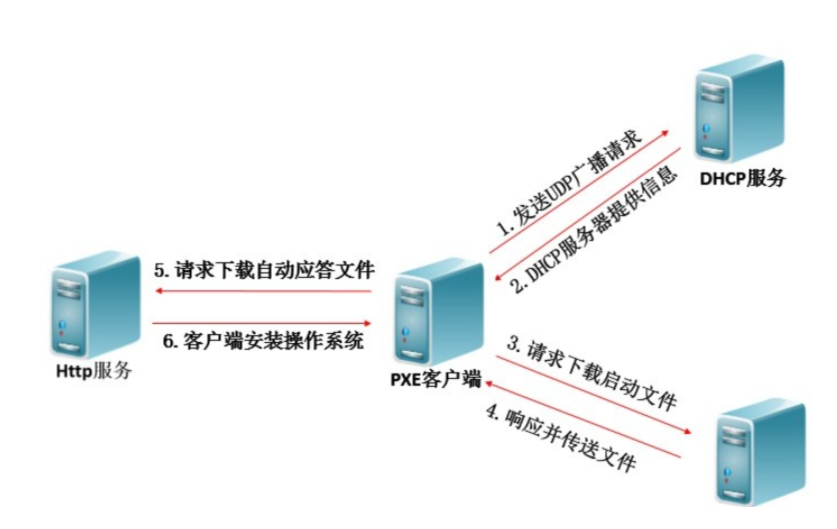 DHCP服务
1. 发送UDP广播请求
2. DHCP服务器提供信息
5. 请求下载自动应答文件
6. 客户端安装操作系统
Http服务
PXE客户端
3. 请求下载启动文件
4. 响应并传送文件